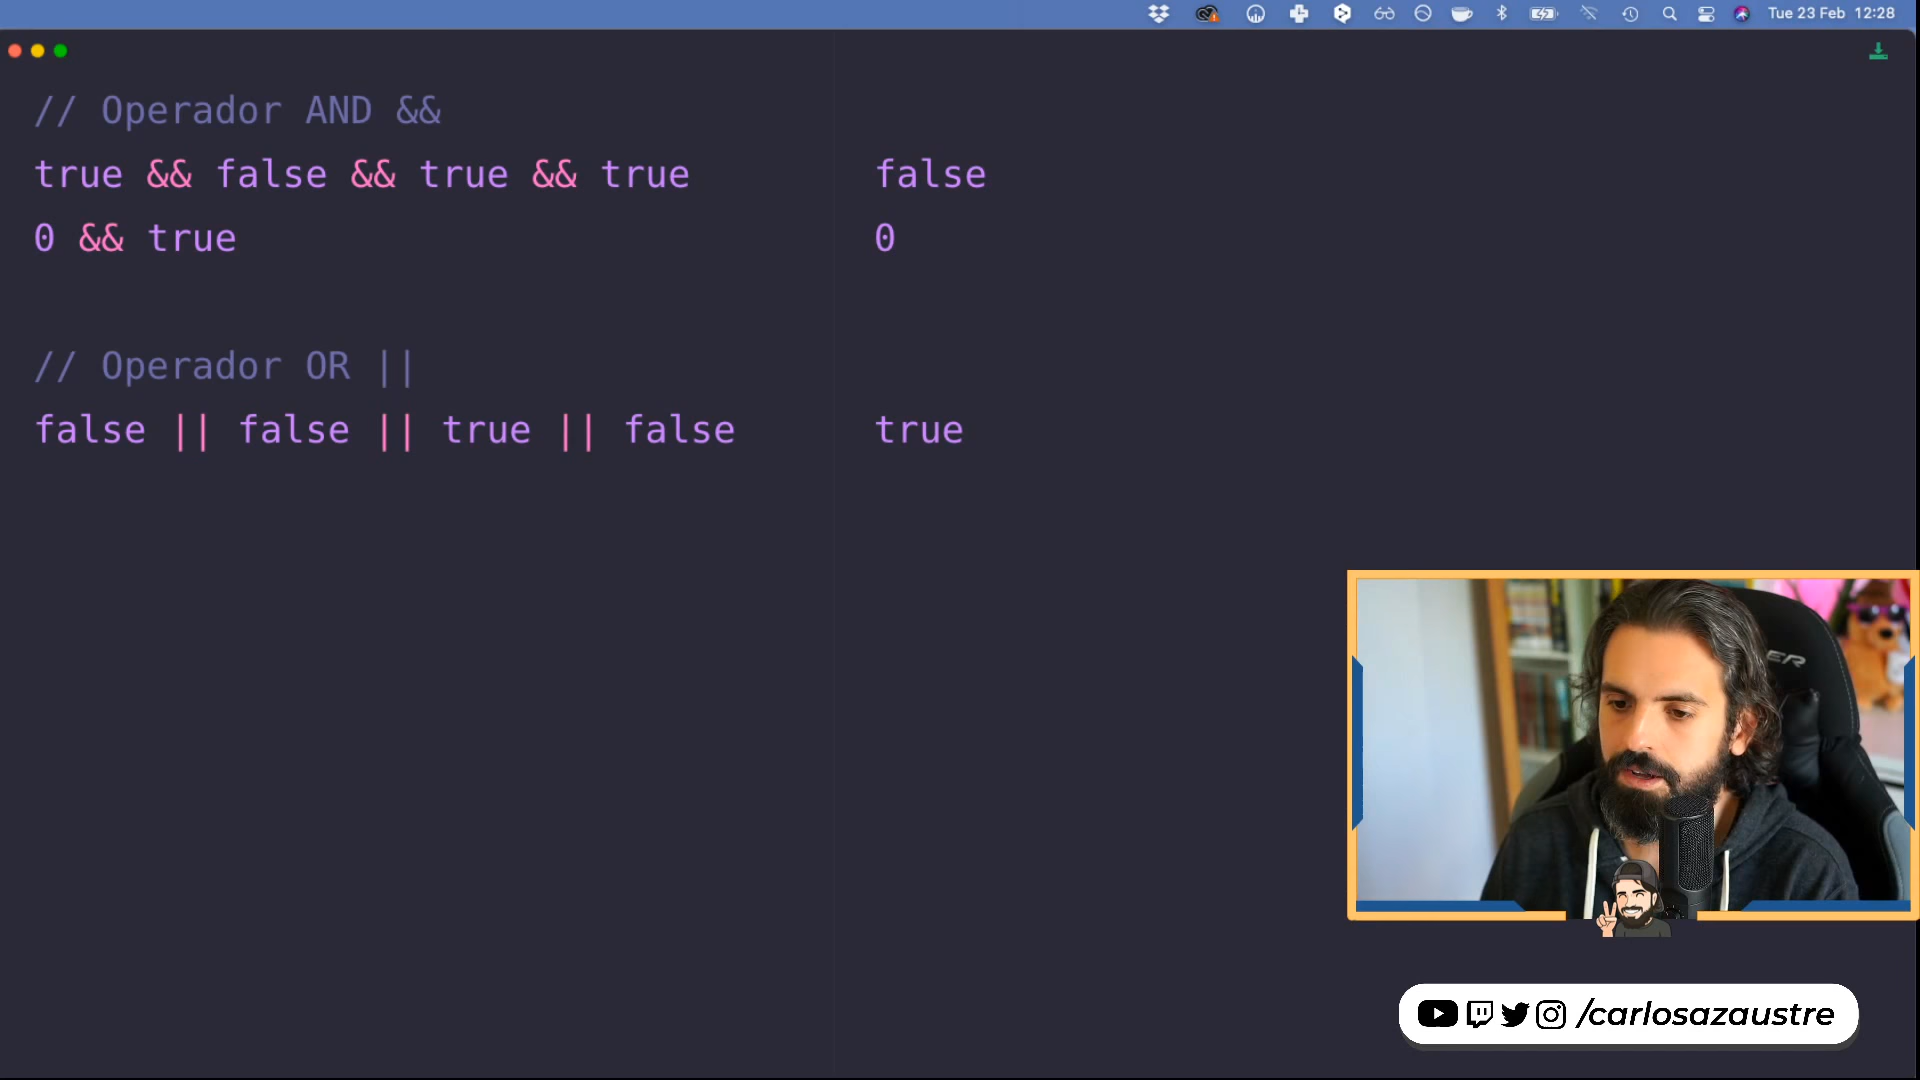 Tue 23 Feb 12:28
// Operador AND &&
true && false && true && true false
0 && true 0
// Operador OR ||
false || false || true || false true
/carlosazaustre